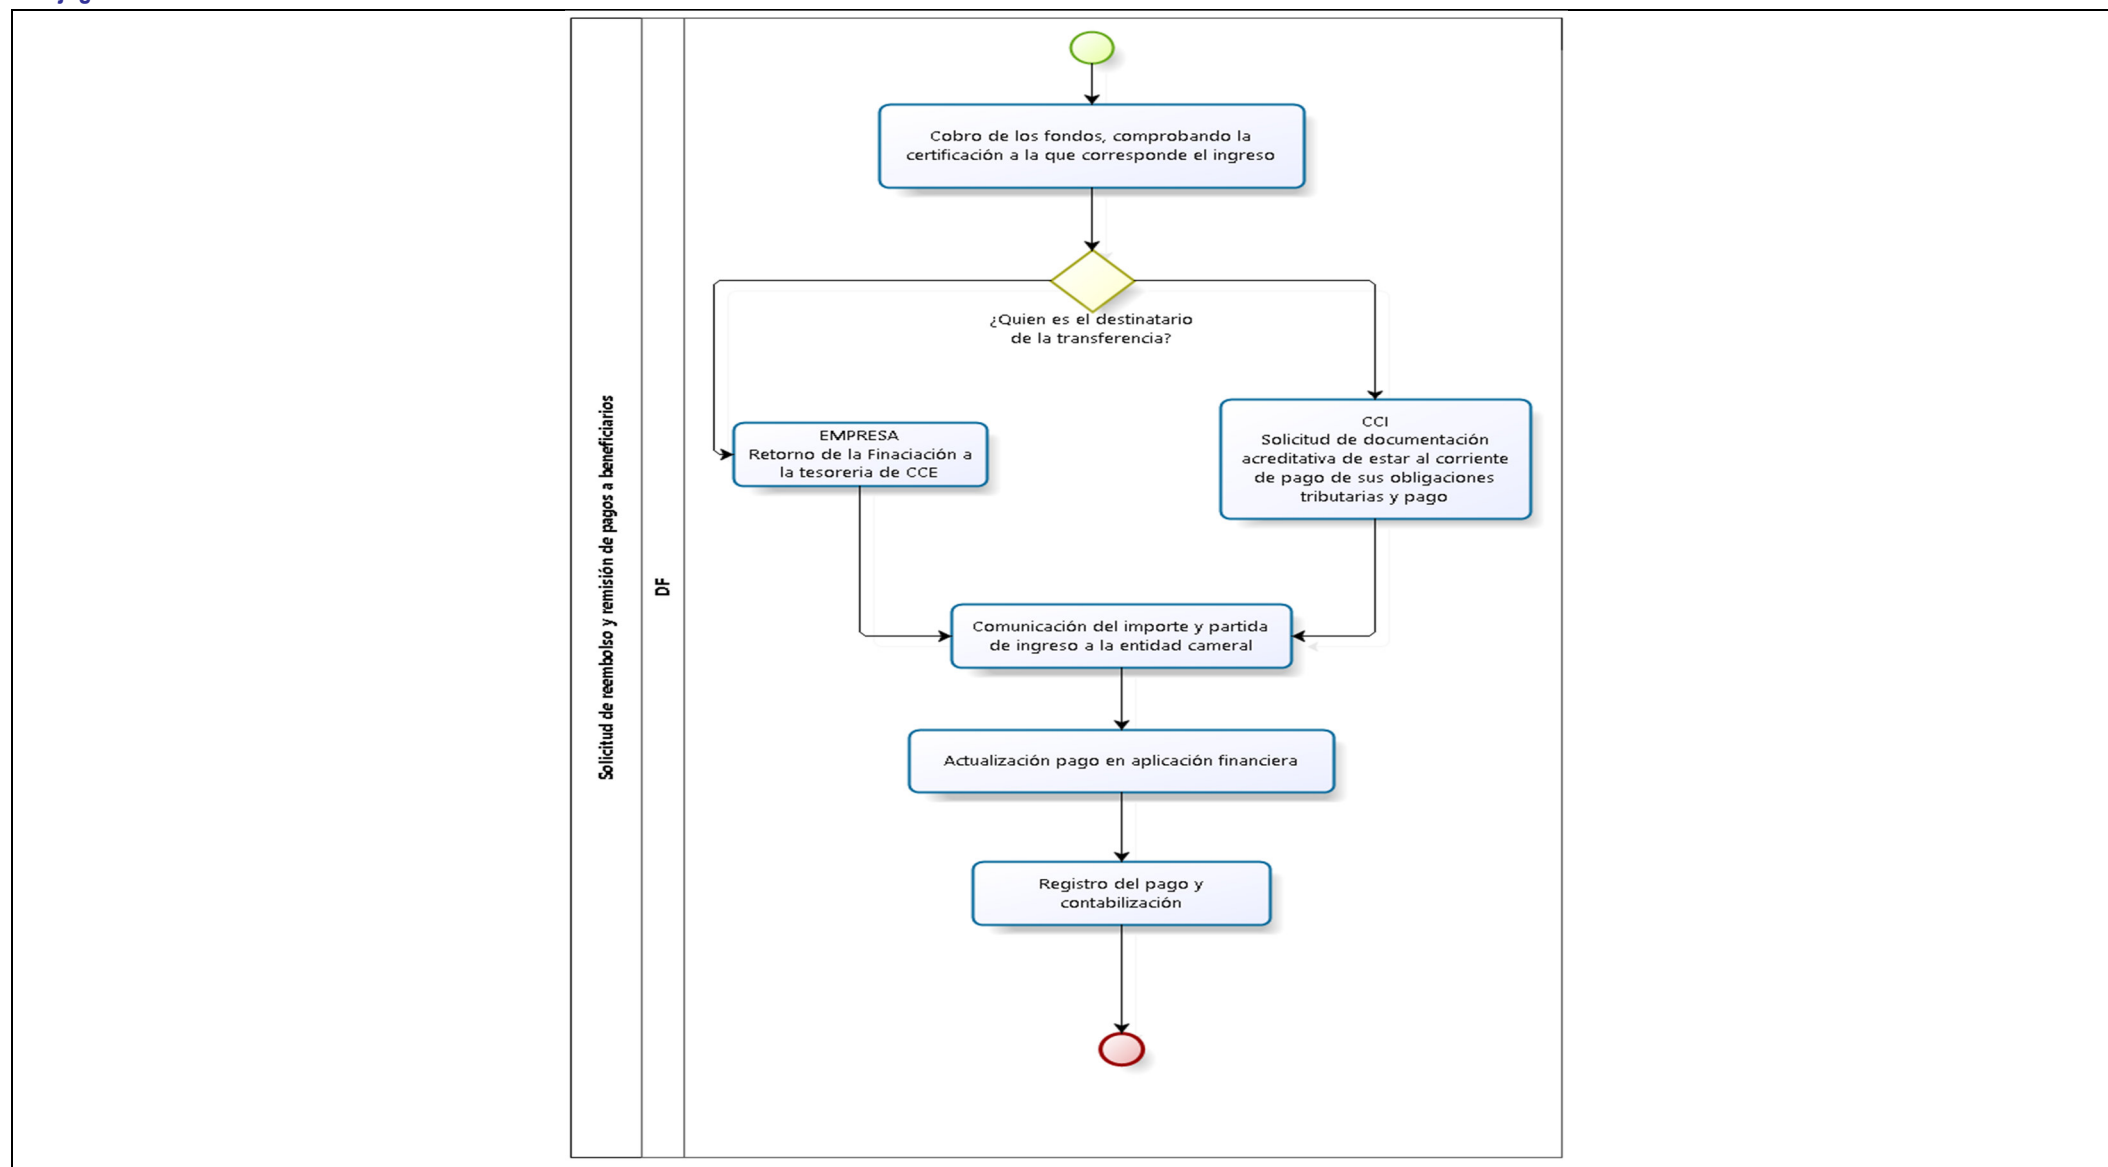 Solicitud de reembolso y remisión de pagos a beneficiarios
DF
Cobro de los fondos, comprobando la
certificación a la que corresponde el ingreso
¿Quien es el destinatario
de la transferencia?
EMPRESA
Retorno de la Finaciación a
la tesoreria de CCE
CCI
Solicitud de documentación
acreditativa de estar al corriente
de pago de sus obligaciones
tributarias y pago
Comunicación del importe y partida
de ingreso a la entidad cameral
Actualización pago en aplicación financiera
Registro del pago y
contabilización